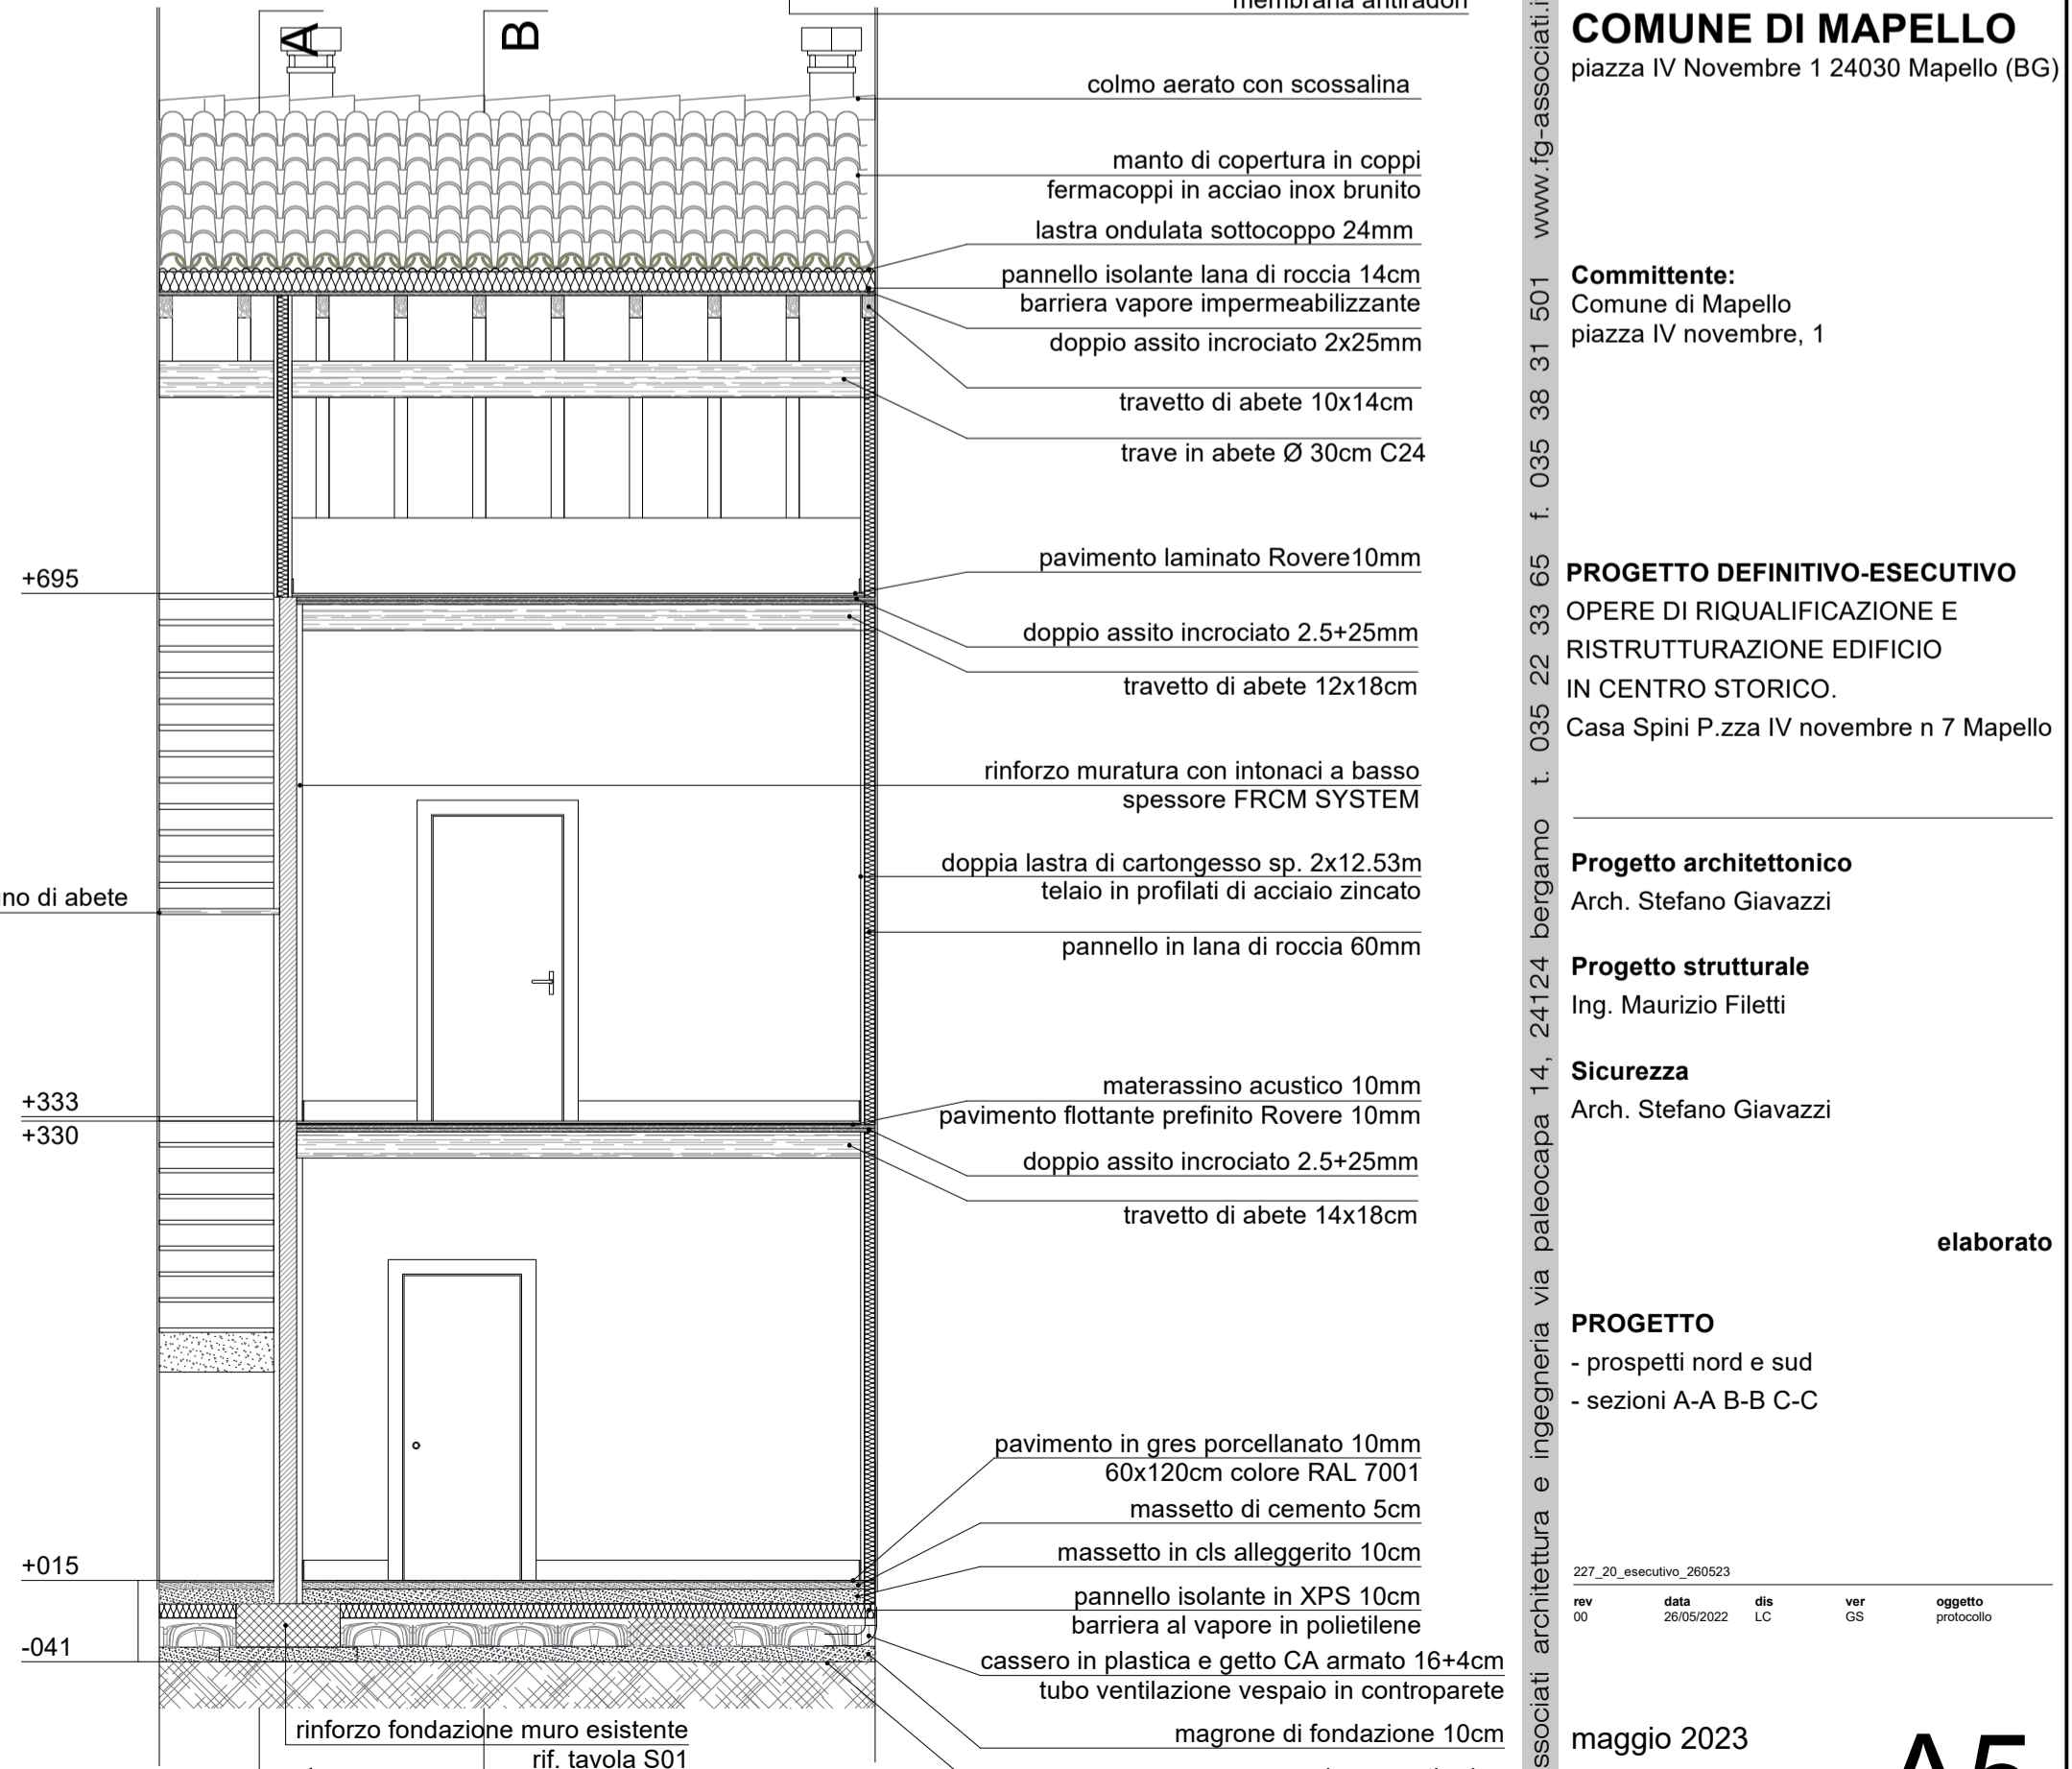 membrana antiradon
A
B
colmo aerato con scossalina
manto di copertura in coppi
fermacoppi in acciao inox brunito
lastra ondulata sottocoppo 24mm
pannello isolante lana di roccia 14cm
barriera vapore impermeabilizzante
doppio assito incrociato 2x25mm
travetto di abete 10x14cm
trave in abete Ø 30cm C24
+695
pavimento laminato Rovere10mm
doppio assito incrociato 2.5+25mm
travetto di abete 12x18cm
rinforzo muratura con intonaci a basso
spessore FRCM SYSTEM
doppia lastra di cartongesso sp. 2x12.53m
telaio in profilati di acciaio zincato
di abete
pannello in lana di roccia 60mm
+333
+330
materassino acustico 10mm
pavimento flottante prefinito Rovere 10mm
doppio assito incrociato 2.5+25mm
travetto di abete 14x18cm
pavimento in gres porcellanato 10mm
60x120cm colore RAL 7001
massetto di cemento 5cm
+015
massetto in cls alleggerito 10cm
pannello isolante in XPS 10cm
barriera al vapore in polietilene
-041
cassero in plastica e getto CA armato 16+4cm
tubo ventilazione vespaio in controparete
rinforzo fondazione muro esistente
rif. tavola S01
magrone di fondazione 10cm
ssociati architettura e ingegneria via paleocapa 14, 24124 bergamo t. 035 22 33 65 f. 035 38 31 501 www.fg-associati.i
COMUNE DI MAPELLO
piazza IV Novembre 1 24030 Mapello (BG)
Committente:
Comune di Mapello
piazza IV novembre, 1
PROGETTO DEFINITIVO-ESECUTIVO
OPERE DI RIQUALIFICAZIONE E
RISTRUTTURAZIONE EDIFICIO
IN CENTRO STORICO.
Casa Spini P.zza IV novembre n 7 Mapello
Progetto architettonico
Arch. Stefano Giavazzi
Progetto strutturale
Ing. Maurizio Filetti
Sicurezza
Arch. Stefano Giavazzi
elaborato
PROGETTO
- prospetti nord e sud
- sezioni A-A B-B C-C
227_20_esecutivo_260523
rev data dis ver oggetto
00 26/05/2022 LC GS protocollo
maggio 2023
A5